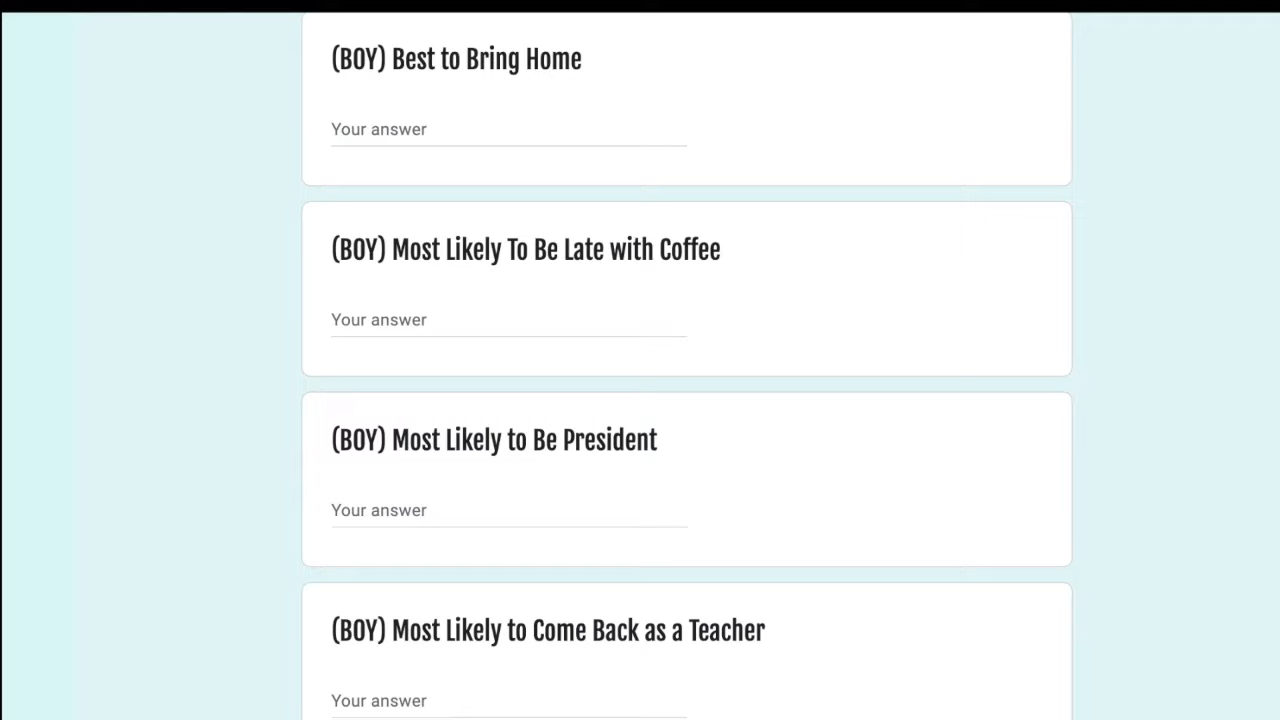 (BOY) Best to Bring Home
Your answer
(BOY) Most Likely To Be Late with Coffee
Your answer
(BOY) Most Likely to Be President
Your answer
(BOY) Most Likely to Come Back as a Teacher
Your answer